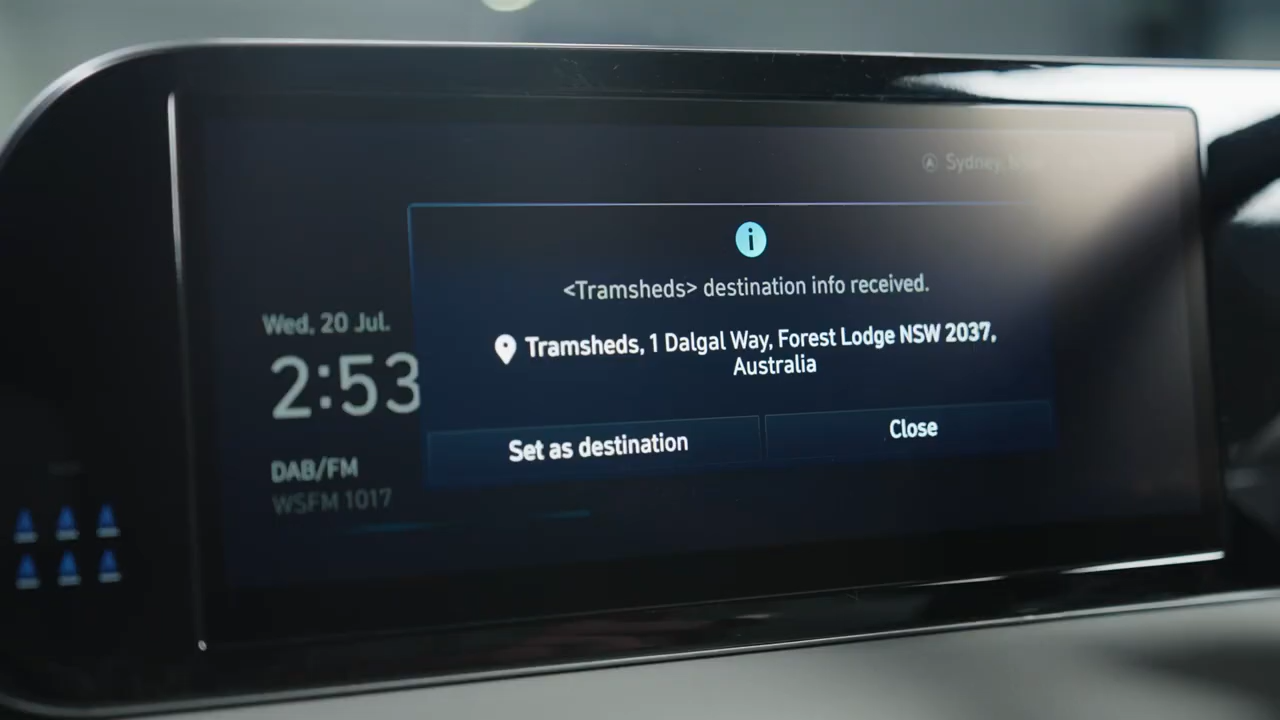 Sydney,
<Tramsheds> destination info received.
Tramsheds, 1 Dalgal Way, Forest Lodge NSW 2037,
Australia
Set as destination
Close
Wed, 20 Jul.
2:53
DAB/FM
WSFM 1017